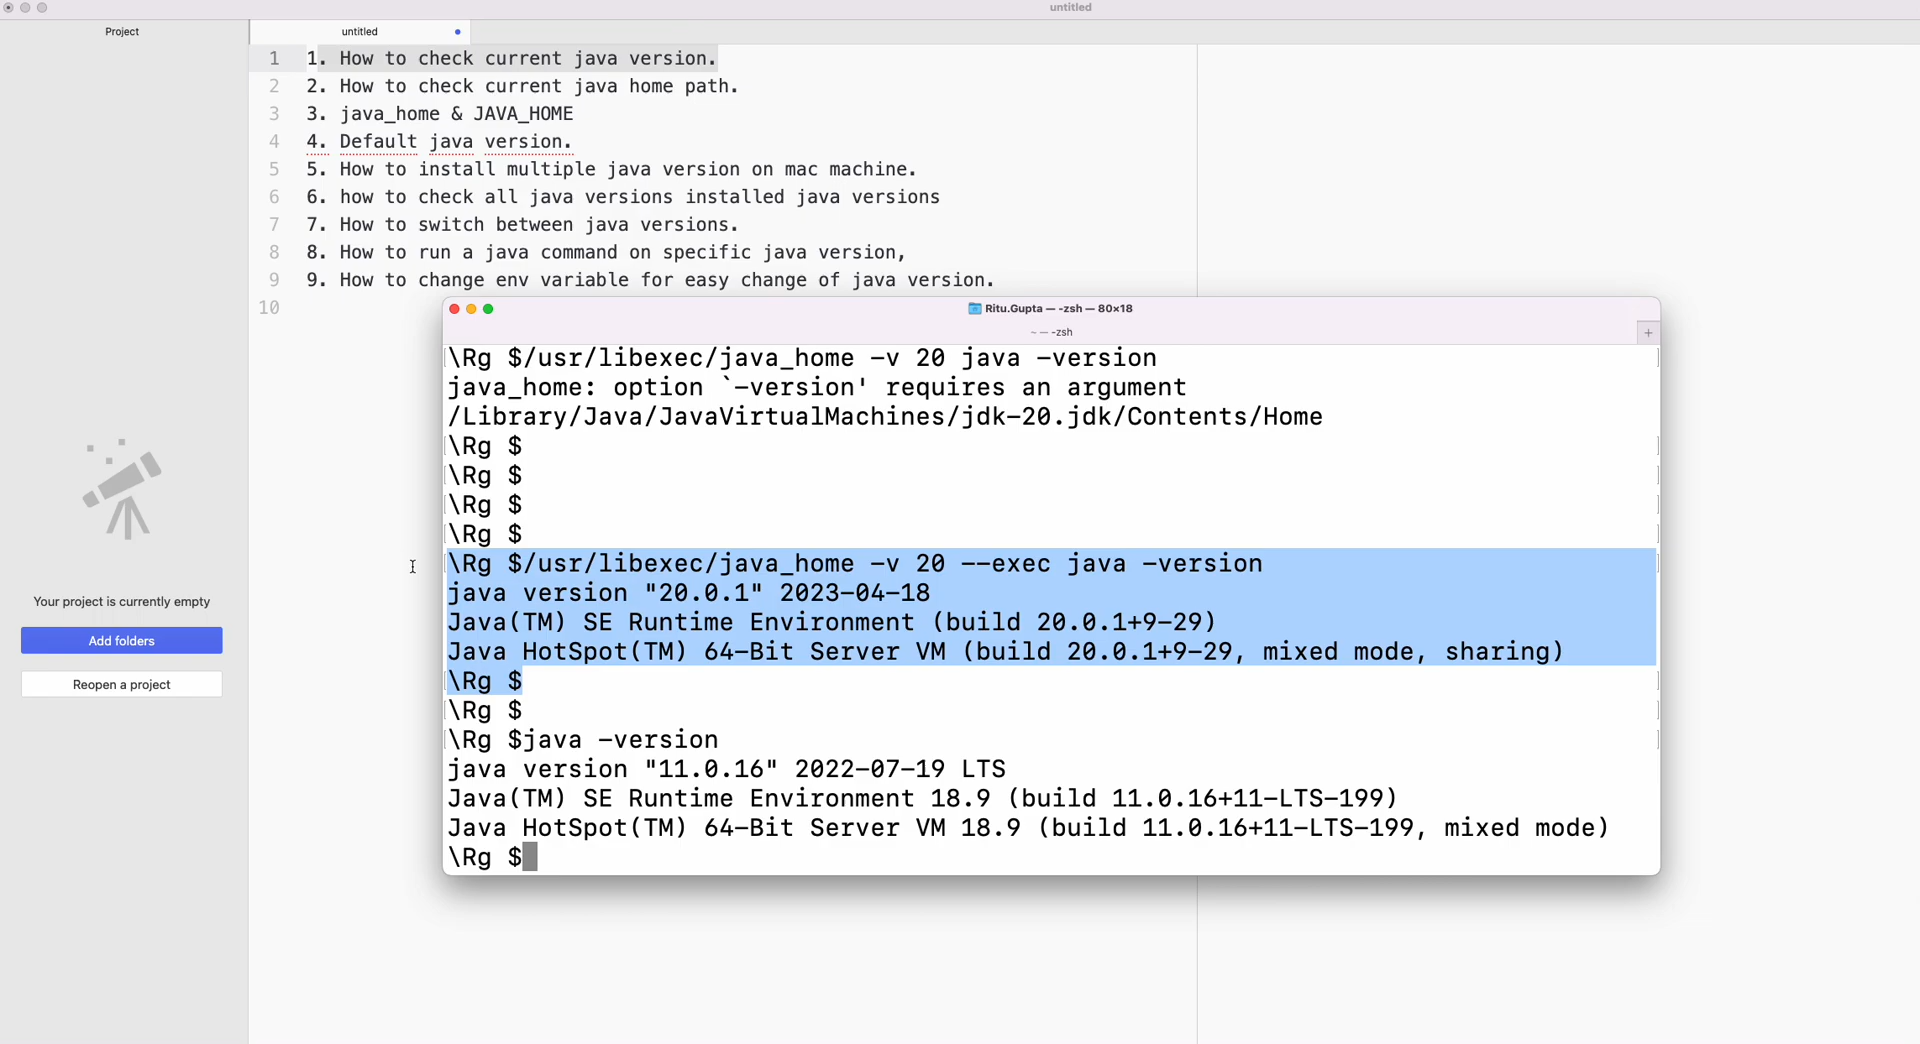 untitled
Project
untitled
1 1. How to check current java version.
2 2. How to check current java home path.
3 3. java_home & JAVA_HOME
4 4. Default java version.
5 5. How to install multiple java version on mac machine.
6 6. how to check all java versions installed java versions
7 7. How to switch between java versions.
8 8. How to run a java command on specific java version,
9 9. How to change env variable for easy change of java version.
10
Your project is currently empty
Add folders
Reopen a project
Ritu.Gupta — -zsh — 80×18
~ — -zsh
+
\Rg $/usr/libexec/java_home -v 20 java -version
java_home: option `-version' requires an argument
/Library/Java/JavaVirtualMachines/jdk-20.jdk/Contents/Home
\Rg $
\Rg $
\Rg $
\Rg $
\Rg $/usr/libexec/java_home -v 20 --exec java -version
java version "20.0.1" 2023-04-18
Java(TM) SE Runtime Environment (build 20.0.1+9-29)
Java HotSpot(TM) 64-Bit Server VM (build 20.0.1+9-29, mixed mode, sharing)
\Rg $
\Rg $
\Rg $java -version
java version "11.0.16" 2022-07-19 LTS
Java(TM) SE Runtime Environment 18.9 (build 11.0.16+11-LTS-199)
Java HotSpot(TM) 64-Bit Server VM 18.9 (build 11.0.16+11-LTS-199, mixed mode)
\Rg $